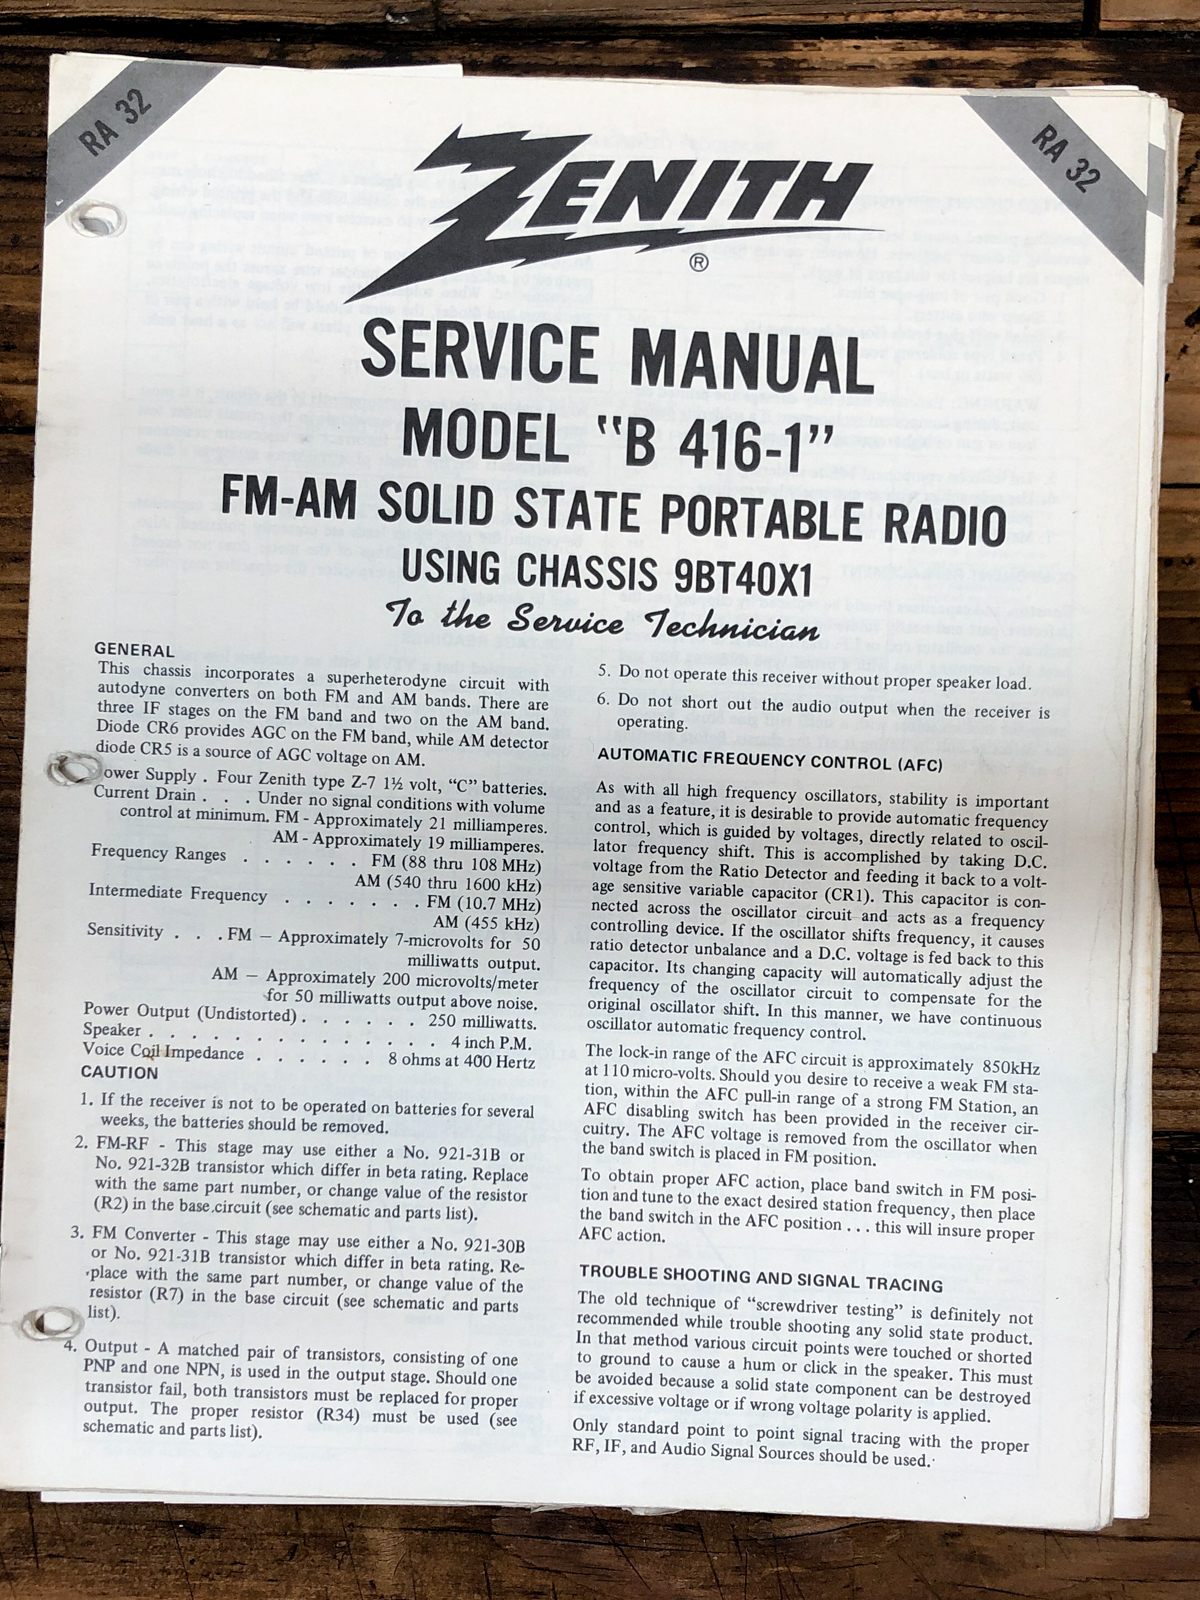 RA 32
RA 32
ZENITH
®
SERVICE MANUAL
MODEL "B 416-1"
FM-AM SOLID STATE PORTABLE RADIO
USING CHASSIS 9BT40X1
To the Service Technician
GENERAL
This chassis incorporates a superheterodyne circuit with
autodyne converters on both FM and AM bands. There are
three IF stages on the FM band and two on the AM band.
Diode CR6 provides AGC on the FM band, while AM detector
diode CR5 is a source of AGC voltage on AM.
ower Supply . Four Zenith type Z-7 1½ volt, "C" batteries.
Current Drain . . . Under no signal conditions with volume
control at minimum. FM - Approximately 21 milliamperes.
AM - Approximately 19 milliamperes.
Frequency Ranges . . . . . . FM (88 thru 108 MHz)
AM (540 thru 1600 kHz)
Intermediate Frequency . . . . . . . FM (10.7 MHz)
AM (455 kHz)
Sensitivity . . . FM — Approximately 7-microvolts for 50
milliwatts output.
AM — Approximately 200 microvolts/meter
for 50 milliwatts output above noise.
Power Output (Undistorted) . . . . . . 250 milliwatts.
Speaker . . . . . . . . . . . . . . 4 inch P.M.
Voice Coil Impedance . . . . . . 8 ohms at 400 Hertz
CAUTION
1. If the receiver is not to be operated on batteries for several
weeks, the batteries should be removed.
2. FM-RF - This stage may use either a No. 921-31B or
No. 921-32B transistor which differ in beta rating. Replace
with the same part number, or change value of the resistor
(R2) in the base circuit (see schematic and parts list).
3. FM Converter - This stage may use either a No. 921-30B
or No. 921-31B transistor which differ in beta rating. Re-
place with the same part number, or change value of the
resistor (R7) in the base circuit (see schematic and parts
list).
4. Output - A matched pair of transistors, consisting of one
PNP and one NPN, is used in the output stage. Should one
transistor fail, both transistors must be replaced for proper
output. The proper resistor (R34) must be used (see
schematic and parts list).
5. Do not operate this receiver without proper speaker load.
6. Do not short out the audio output when the receiver is
operating.
AUTOMATIC FREQUENCY CONTROL (AFC)
As with all high frequency oscillators, stability is important
and as a feature, it is desirable to provide automatic frequency
control, which is guided by voltages, directly related to oscil-
lator frequency shift. This is accomplished by taking D.C.
voltage from the Ratio Detector and feeding it back to a volt-
age sensitive variable capacitor (CR1). This capacitor is con-
nected across the oscillator circuit and acts as a frequency
controlling device. If the oscillator shifts frequency, it causes
ratio detector unbalance and a D.C. voltage is fed back to this
capacitor. Its changing capacity will automatically adjust the
frequency of the oscillator circuit to compensate for the
original oscillator shift. In this manner, we have continuous
oscillator automatic frequency control.
The lock-in range of the AFC circuit is approximately 850kHz
at 110 micro-volts. Should you desire to receive a weak FM sta-
tion, within the AFC pull-in range of a strong FM Station, an
AFC disabling switch has been provided in the receiver cir-
cuitry. The AFC voltage is removed from the oscillator when
the band switch is placed in FM position.
To obtain proper AFC action, place band switch in FM posi-
tion and tune to the exact desired station frequency, then place
the band switch in the AFC position . . . this will insure proper
AFC action.
TROUBLE SHOOTING AND SIGNAL TRACING
The old technique of "screwdriver testing" is definitely not
recommended while trouble shooting any solid state product.
In that method various circuit points were touched or shorted
to ground to cause a hum or click in the speaker. This must
be avoided because a solid state component can be destroyed
if excessive voltage or if wrong voltage polarity is applied.
Only standard point to point signal tracing with the proper
RF, IF, and Audio Signal Sources should be used.